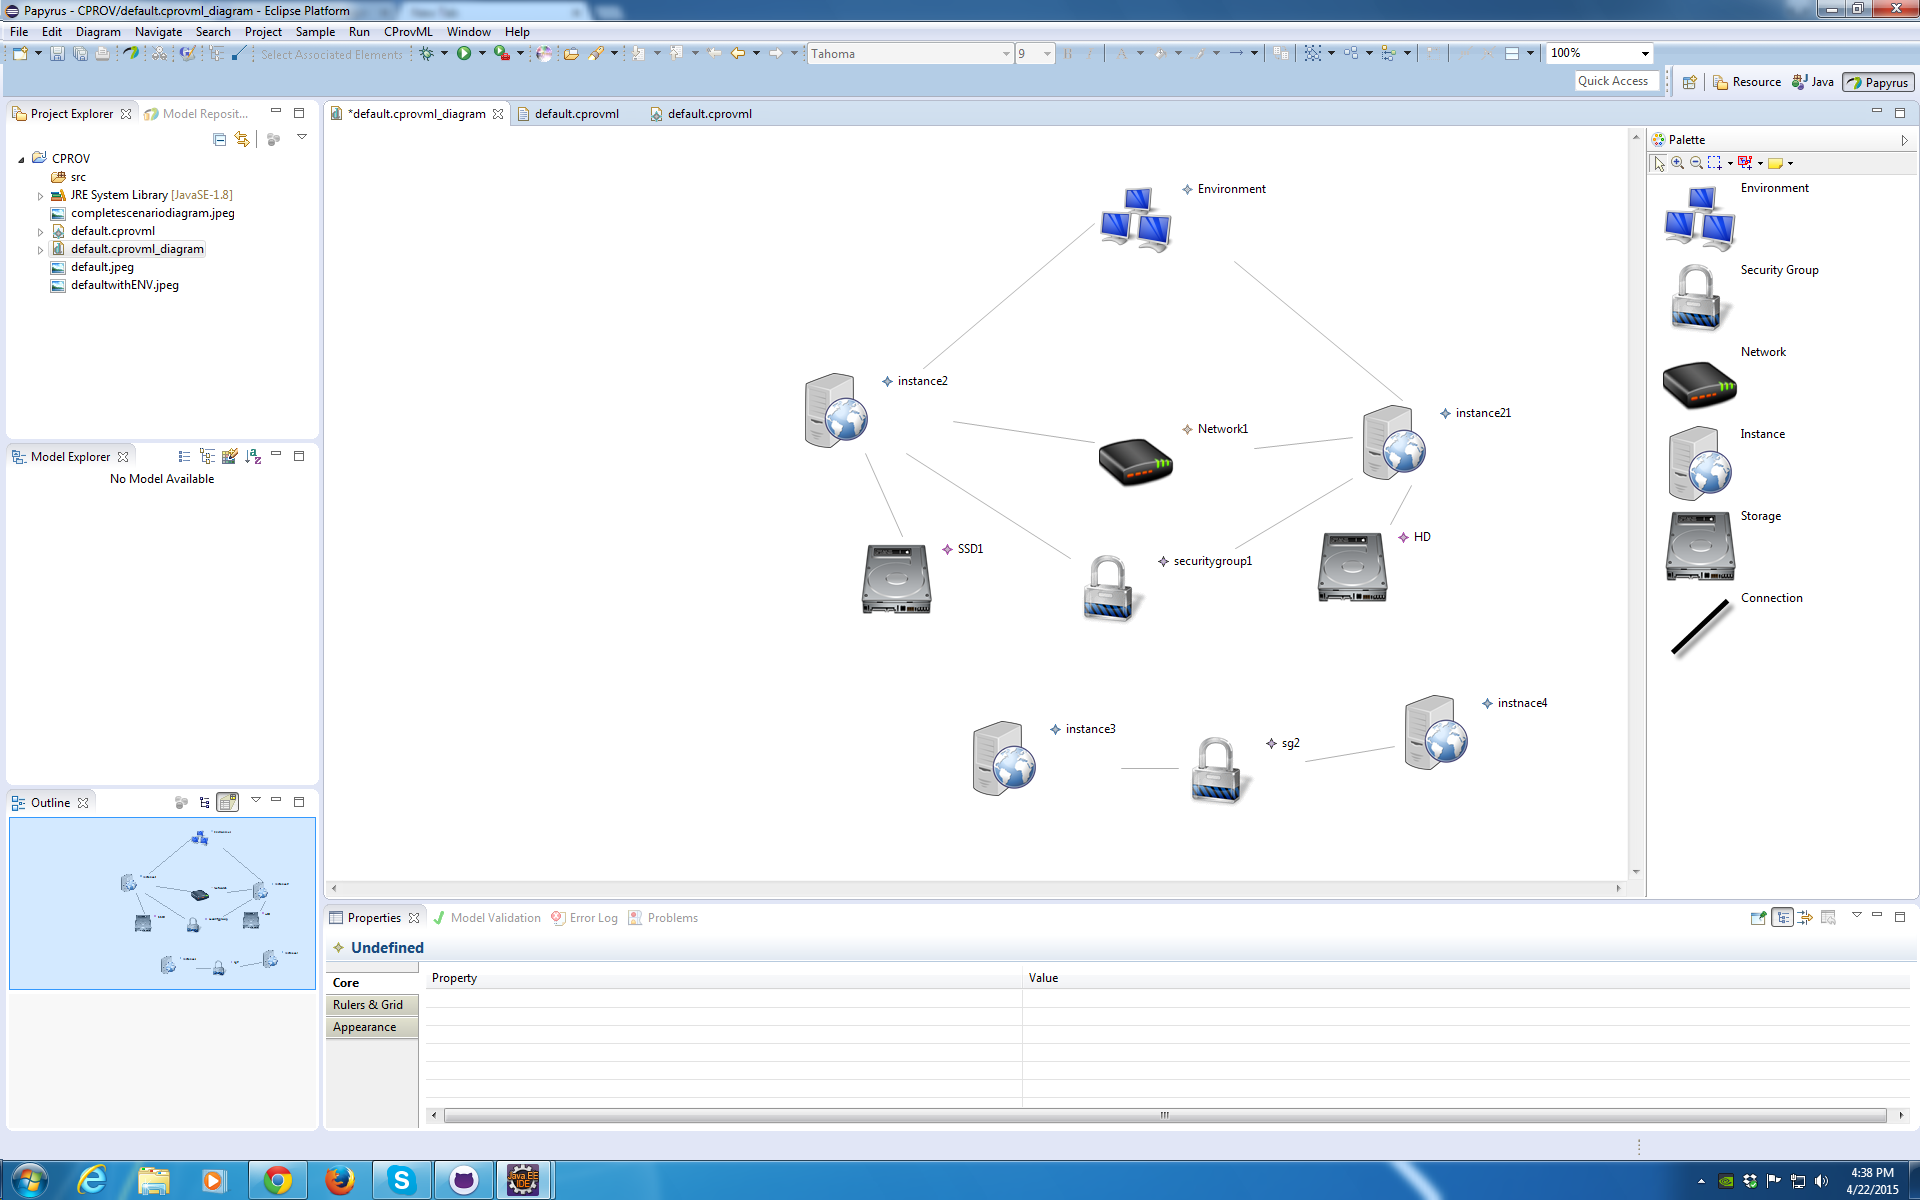 Papyrus - CPROV/default.cprovml_diagram - Eclipse Platform
New Tab
File Edit Diagram Navigate Search Project Sample Run CProvML Window Help
Select Associated Elements
Tahoma 9
100%
Quick Access
Resource Java Papyrus
Project Explorer
Model Reposit...
CPROV
src
JRE System Library [JavaSE-1.8]
completescenariodiagram.jpeg
default.cprovml
default.cprovml_diagram
default.jpeg
defaultwithENV.jpeg
Model Explorer
No Model Available
Outline
*default.cprovml_diagram
default.cprovml
default.cprovml
Environment
instance2
instance21
Network1
SSD1
securitygroup1
HD
instance3
sg2
instnace4
Palette
Environment
Security Group
Network
Instance
Storage
Connection
Properties
Model Validation
Error Log
Problems
Undefined
Core
Rulers & Grid
Appearance
Property
Value
Java EE
IDE
4:38 PM
4/22/2015